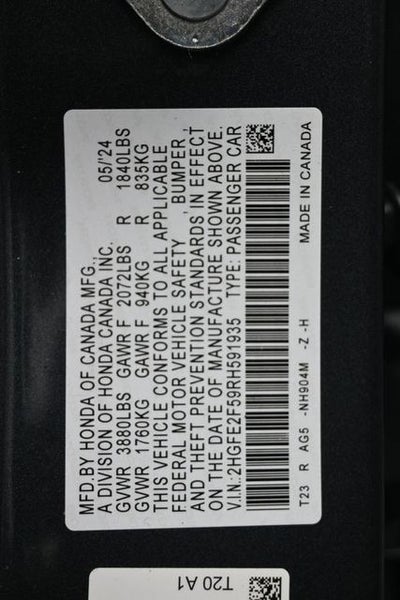 MFD.BY HONDA OF CANADA MFG.,
A DIVISION OF HONDA CANADA INC. 05/'24
GVWR 3880LBS GAWR F 2072LBS R 1840LBS
GVWR 1760KG GAWR F 940KG R 835KG
THIS VEHICLE CONFORMS TO ALL APPLICABLE
FEDERAL MOTOR VEHICLE SAFETY , BUMPER ,
AND THEFT PREVENTION STANDARDS IN EFFECT
ON THE DATE OF MANUFACTURE SHOWN ABOVE.
V.I.N.: 2HGFE2F59RH591935 TYPE: PASSENGER CAR
T23 R AG5 -NH904M -Z -H MADE IN CANADA
T20 A1